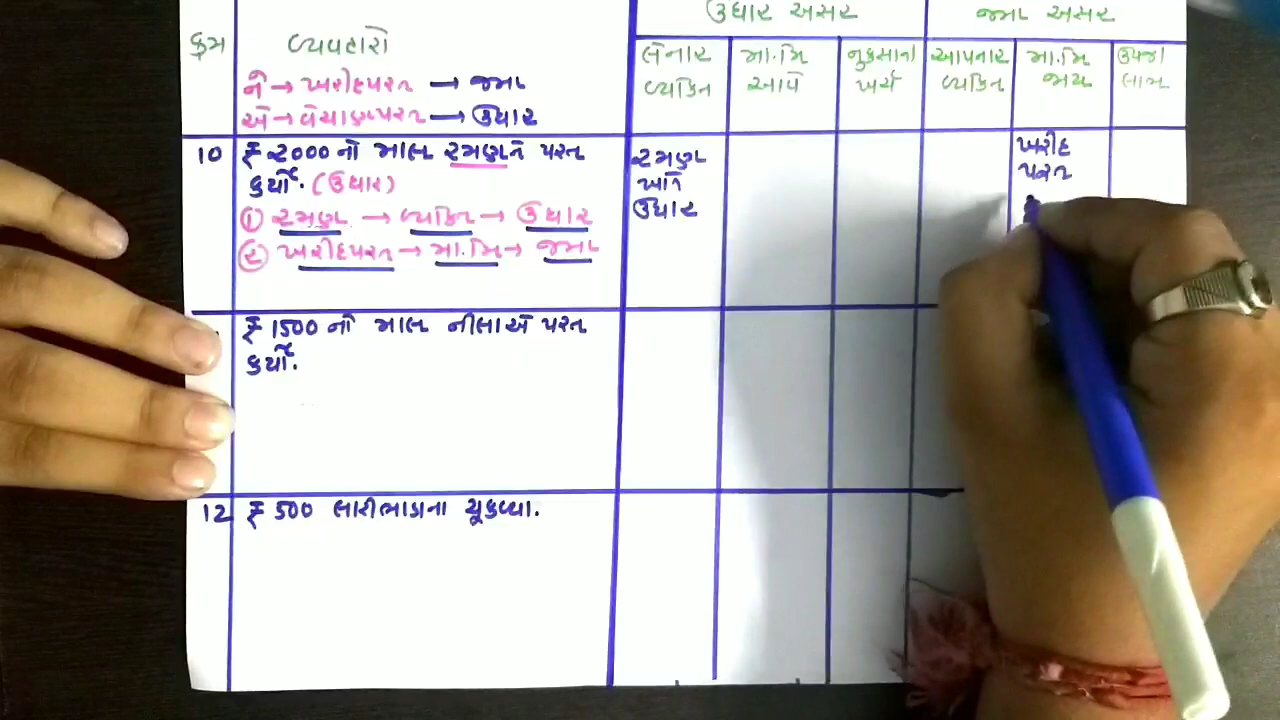 ઉધાર અસર
જમા અસર
ક્રમ
વ્યવહારો
લેનાર વ્યકિત
મા.મિ આવે
નુકસાની ખર્ચ
આપનાર વ્યકિત
મા.મિ જાય
ઉપજ લાભ
ને → ખરીદપરત → જમા
એ → વેચાણપરત → ઉધાર
10
₹ 2000 નો માલ રમણને પરત
કર્યો. (ઉધાર)
① રમણ → વ્યકિત → ઉધાર
② ખરીદપરત → મા.મિ → જમા
રમણ
ખાતે
ઉધાર
ખરીદ
પરત
₹ 1500 નો માલ નીલાએ પરત
કર્યો.
12
₹ 500 લારીભાડાના ચૂકવ્યા.